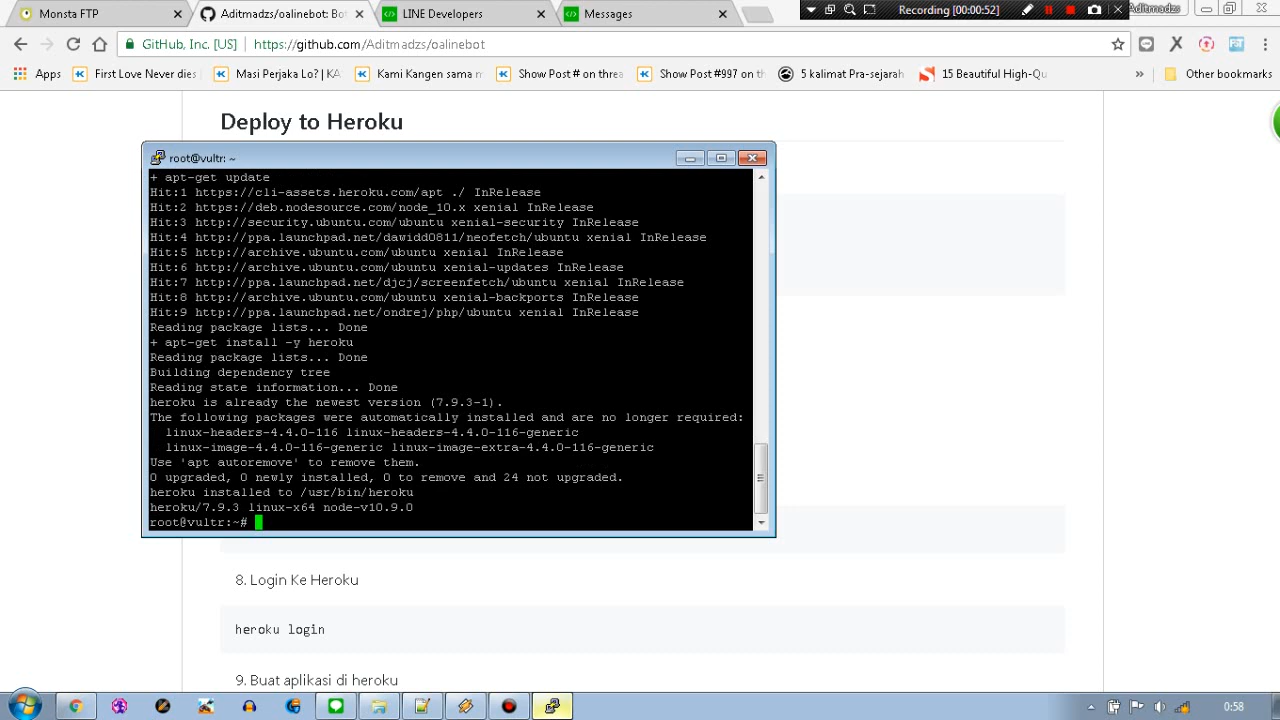 Monsta FTP
Aditmadzs/oalinebot: Bo
LINE Developers
Messages
Recording [00:00:52]
Aditmadzs
GitHub, Inc. [US]
https://github.com/Aditmadzs/oalinebot
Apps
First Love Never dies
Masi Perjaka Lo? | KA
Kami Kangen sama m
Show Post # on threa
Show Post #997 on th
5 kalimat Pra-sejarah
15 Beautiful High-Qu
»
Other bookmarks
Deploy to Heroku
root@vultr: ~
+ apt-get update
Hit:1 https://cli-assets.heroku.com/apt ./ InRelease
Hit:2 https://deb.nodesource.com/node_10.x xenial InRelease
Hit:3 http://security.ubuntu.com/ubuntu xenial-security InRelease
Hit:4 http://ppa.launchpad.net/dawidd0811/neofetch/ubuntu xenial InRelease
Hit:5 http://archive.ubuntu.com/ubuntu xenial InRelease
Hit:6 http://archive.ubuntu.com/ubuntu xenial-updates InRelease
Hit:7 http://ppa.launchpad.net/djcj/screenfetch/ubuntu xenial InRelease
Hit:8 http://archive.ubuntu.com/ubuntu xenial-backports InRelease
Hit:9 http://ppa.launchpad.net/ondrej/php/ubuntu xenial InRelease
Reading package lists... Done
+ apt-get install -y heroku
Reading package lists... Done
Building dependency tree
Reading state information... Done
heroku is already the newest version (7.9.3-1).
The following packages were automatically installed and are no longer required:
linux-headers-4.4.0-116 linux-headers-4.4.0-116-generic
linux-image-4.4.0-116-generic linux-image-extra-4.4.0-116-generic
Use 'apt autoremove' to remove them.
0 upgraded, 0 newly installed, 0 to remove and 24 not upgraded.
heroku installed to /usr/bin/heroku
heroku/7.9.3 linux-x64 node-v10.9.0
root@vultr:~#
8. Login Ke Heroku
heroku login
9. Buat aplikasi di heroku
0:58